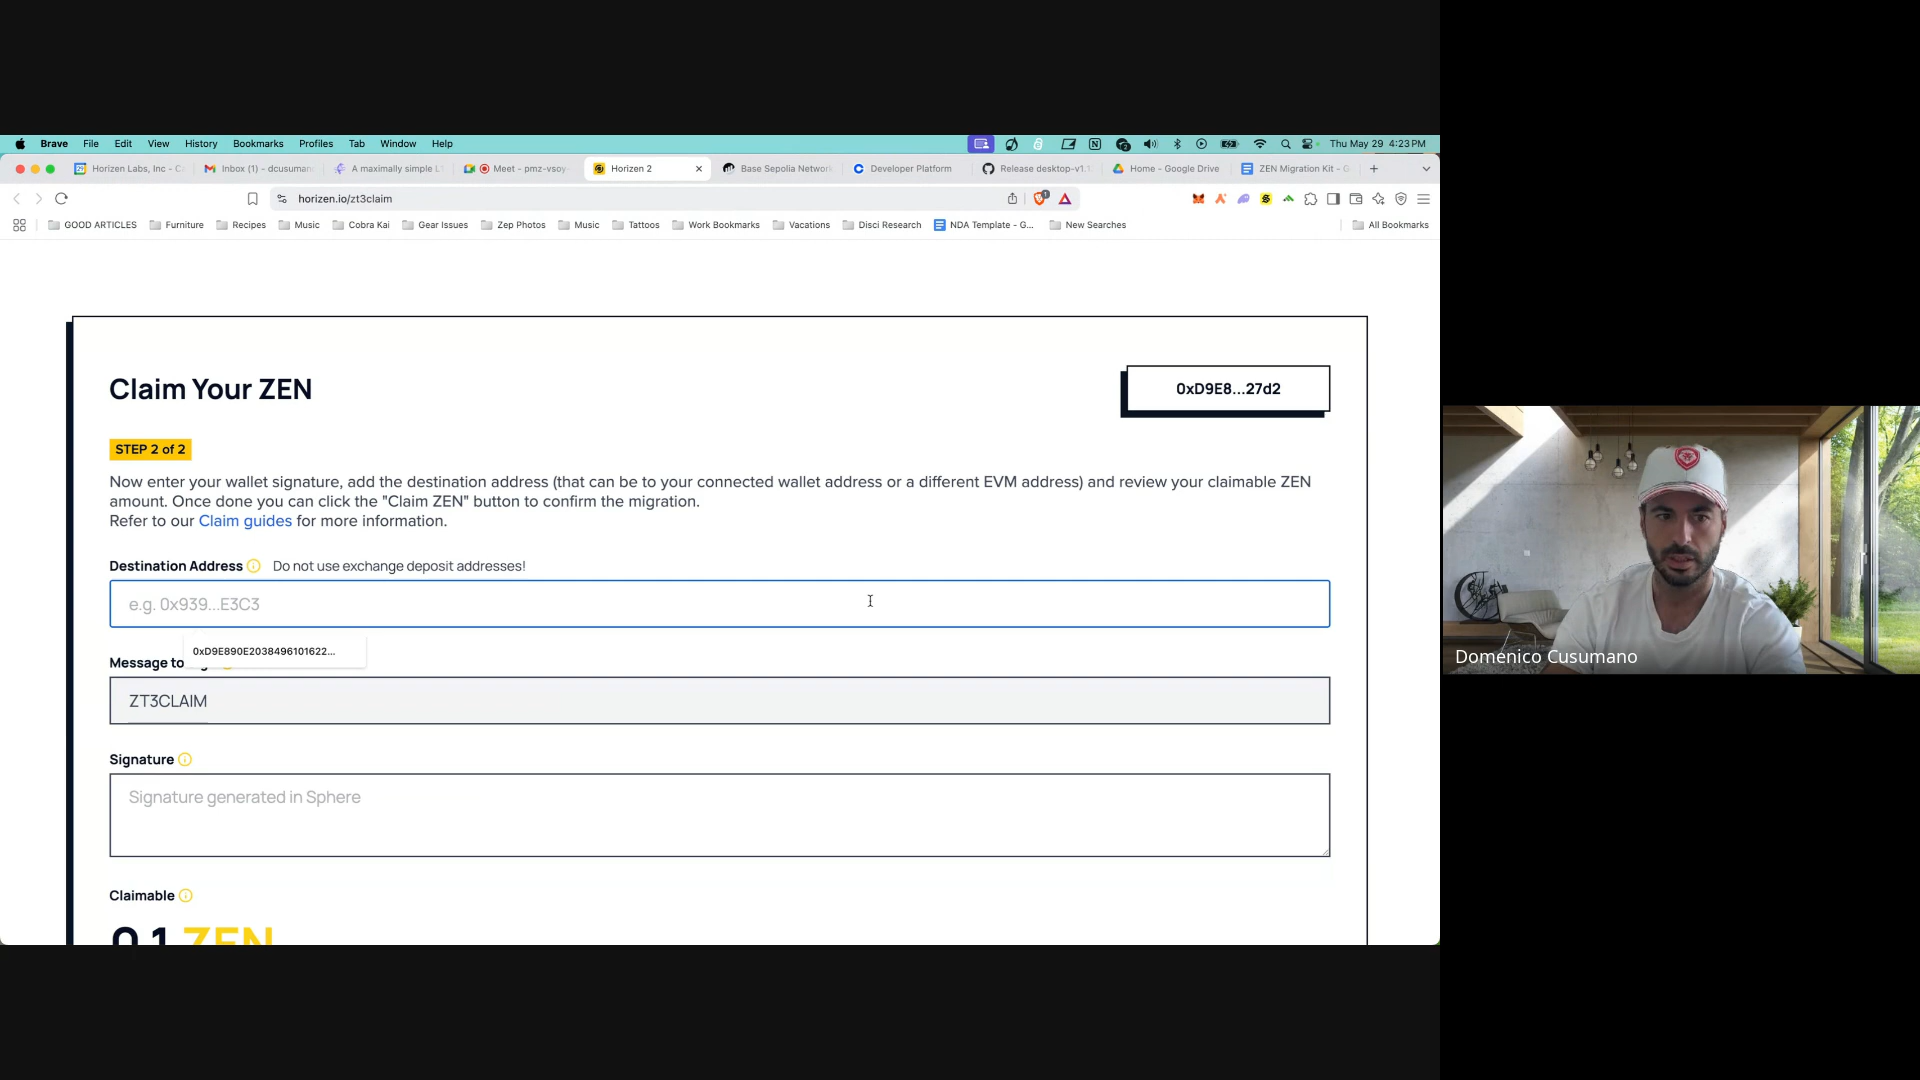 Brave File Edit View History Bookmarks Profiles Tab Window Help Thu May 29 4:23 PM
Horizen Labs, Inc - C Inbox (1) - dcusuman A maximally simple L Meet - pmz-vsoy Horizen 2 Base Sepolia Network Developer Platform Release desktop-v1. Home - Google Drive ZEN Migration Kit - G
horizen.io/zt3claim
GOOD ARTICLES Furniture Recipes Music Cobra Kai Gear Issues Zep Photos Music Tattoos Work Bookmarks Vacations Disci Research NDA Template - G... New Searches All Bookmarks
Claim Your ZEN
0xD9E8...27d2
STEP 2 of 2
Now enter your wallet signature, add the destination address (that can be to your connected wallet address or a different EVM address) and review your claimable ZEN
amount. Once done you can click the "Claim ZEN" button to confirm the migration.
Refer to our Claim guides for more information.
Destination Address Do not use exchange deposit addresses!
e.g. 0x939...E3C3
0xD9E890E2038496101622...
Message to
ZT3CLAIM
Signature
Signature generated in Sphere
Claimable
0.1 ZEN
Domenico Cusumano